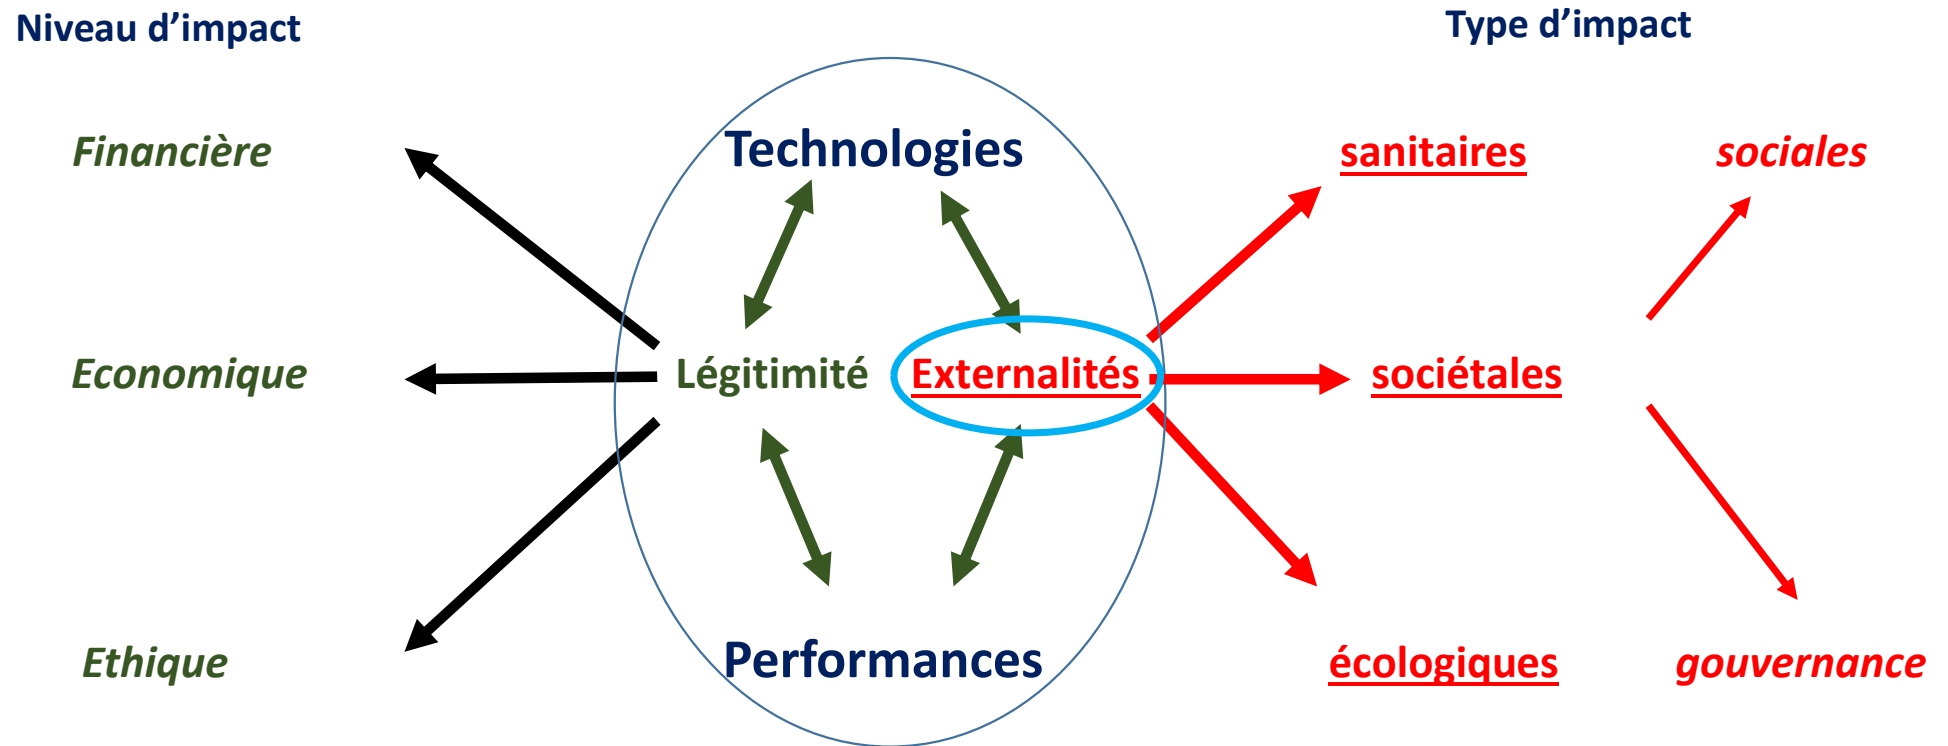 Niveau d’impact
Type d’impact
Financière
Technologies
sanitaires
sociales
Economique
Légitimité
Externalités
sociétales
Ethique
Performances
écologiques
gouvernance